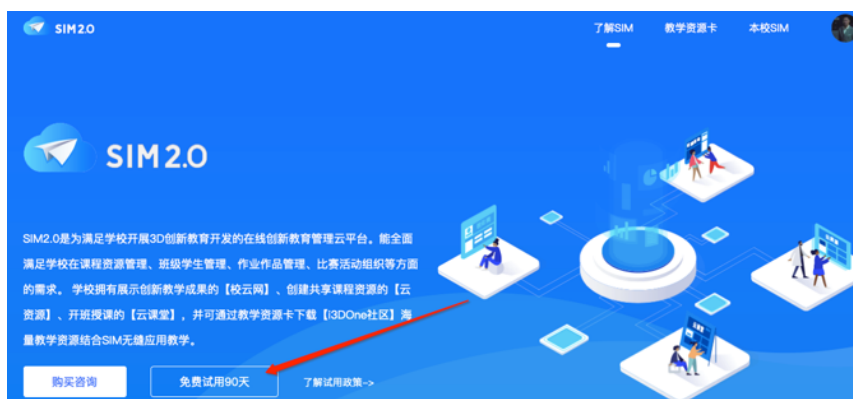 SIM2.0
了解SIM
教学资源卡
本校SIM
SIM2.0
SIM2.0是为满足学校开展3D创新教育开发的在线创新教育管理云平台。能全面
满足学校在课程资源管理、班级学生管理、作业作品管理、比赛活动组织等方面
的需求。 学校拥有展示创新教学成果的【校云网】、创建共享课程资源的【云
资源】、开班授课的【云课堂】，并可通过教学资源卡下载【i3DOne社区】海
量教学资源结合SIM无缝应用教学。
购买咨询
免费试用90天
了解试用政策->